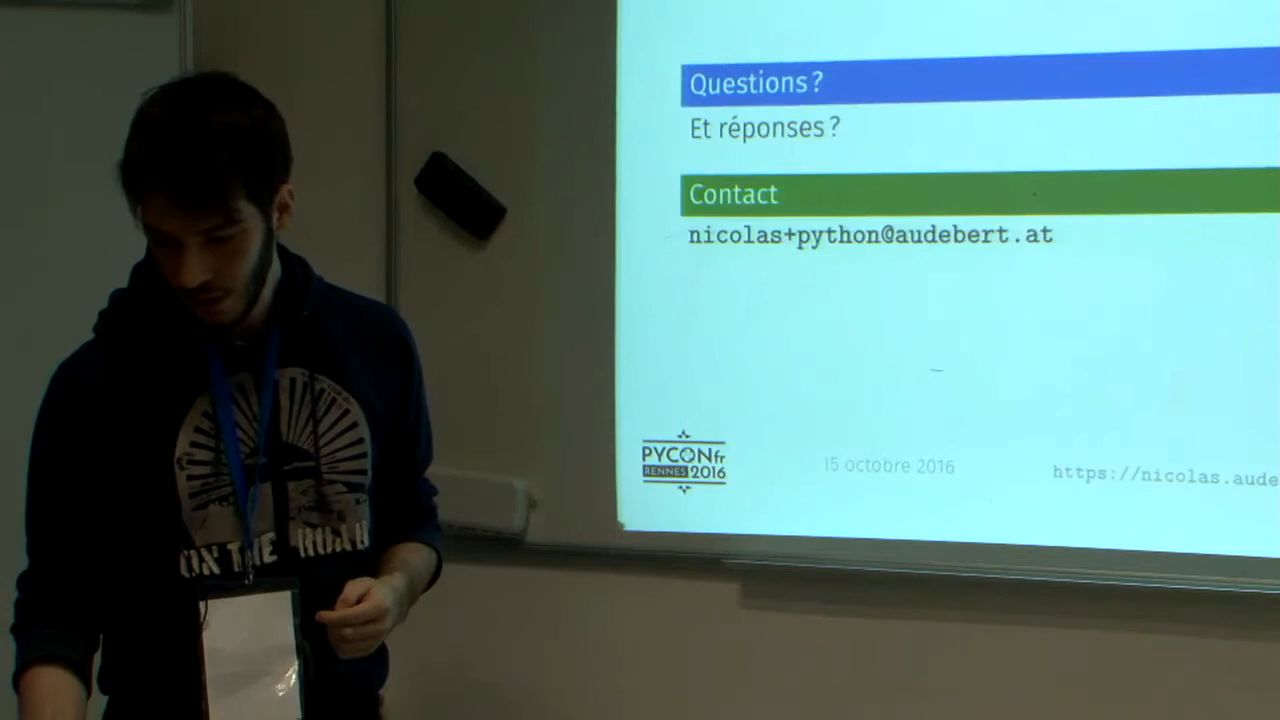 Questions ?
Et réponses ?
Contact
nicolas+python@audebert.at
PYCONfr
RENNES 2016
15 octobre 2016
https://nicolas.aude
ON THE ROAD